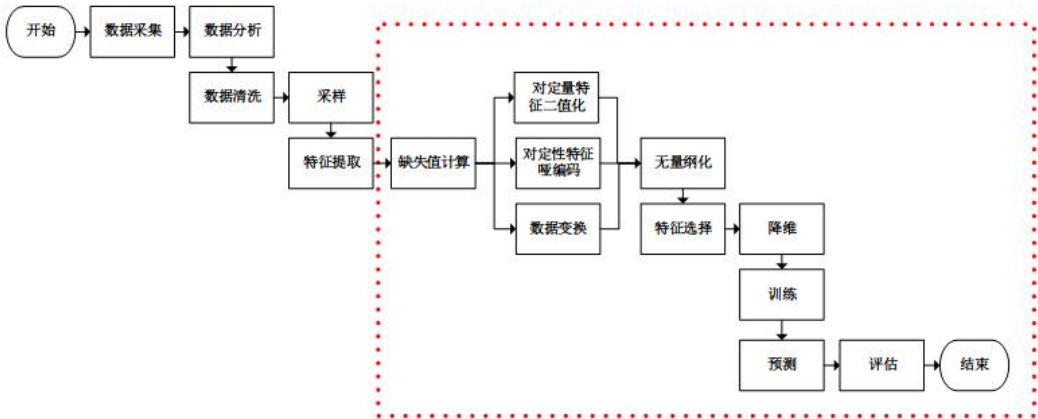 开始
数据采集
数据分析
数据清洗
采样
特征提取
缺失值计算
对定量特
征二值化
对定性特征
哑编码
数据变换
无量纲化
特征选择
降维
训练
预测
评估
结束